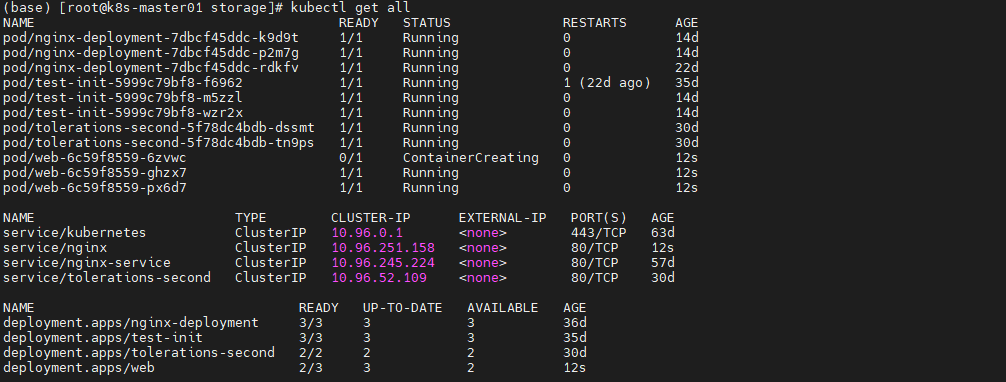 (base) [root@k8s-master01 storage]# kubectl get all
NAME READY STATUS RESTARTS AGE
pod/nginx-deployment-7dbcf45ddc-k9d9t 1/1 Running 0 14d
pod/nginx-deployment-7dbcf45ddc-p2m7g 1/1 Running 0 14d
pod/nginx-deployment-7dbcf45ddc-rdkfv 1/1 Running 0 22d
pod/test-init-5999c79bf8-f6962 1/1 Running 1 (22d ago) 35d
pod/test-init-5999c79bf8-m5zzl 1/1 Running 0 14d
pod/test-init-5999c79bf8-wzr2x 1/1 Running 0 14d
pod/tolerations-second-5f78dc4bdb-dssmt 1/1 Running 0 30d
pod/tolerations-second-5f78dc4bdb-tn9ps 1/1 Running 0 30d
pod/web-6c59f8559-6zvwc 0/1 ContainerCreating 0 12s
pod/web-6c59f8559-ghzx7 1/1 Running 0 12s
pod/web-6c59f8559-px6d7 1/1 Running 0 12s
NAME TYPE CLUSTER-IP EXTERNAL-IP PORT(S) AGE
service/kubernetes ClusterIP 10.96.0.1 <none> 443/TCP 63d
service/nginx ClusterIP 10.96.251.158 <none> 80/TCP 12s
service/nginx-service ClusterIP 10.96.245.224 <none> 80/TCP 57d
service/tolerations-second ClusterIP 10.96.52.109 <none> 80/TCP 30d
NAME READY UP-TO-DATE AVAILABLE AGE
deployment.apps/nginx-deployment 3/3 3 3 36d
deployment.apps/test-init 3/3 3 3 35d
deployment.apps/tolerations-second 2/2 2 2 30d
deployment.apps/web 2/3 3 2 12s